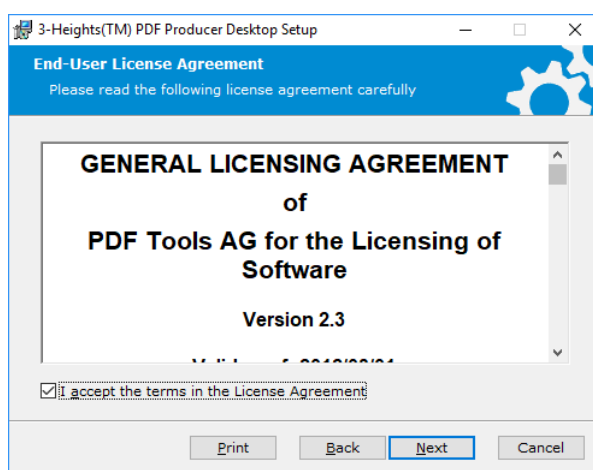 3-Heights(TM) PDF Producer Desktop Setup
End-User License Agreement
Please read the following license agreement carefully
GENERAL LICENSING AGREEMENT
of
PDF Tools AG for the Licensing of
Software
Version 2.3
I accept the terms in the License Agreement
Print Back Next Cancel